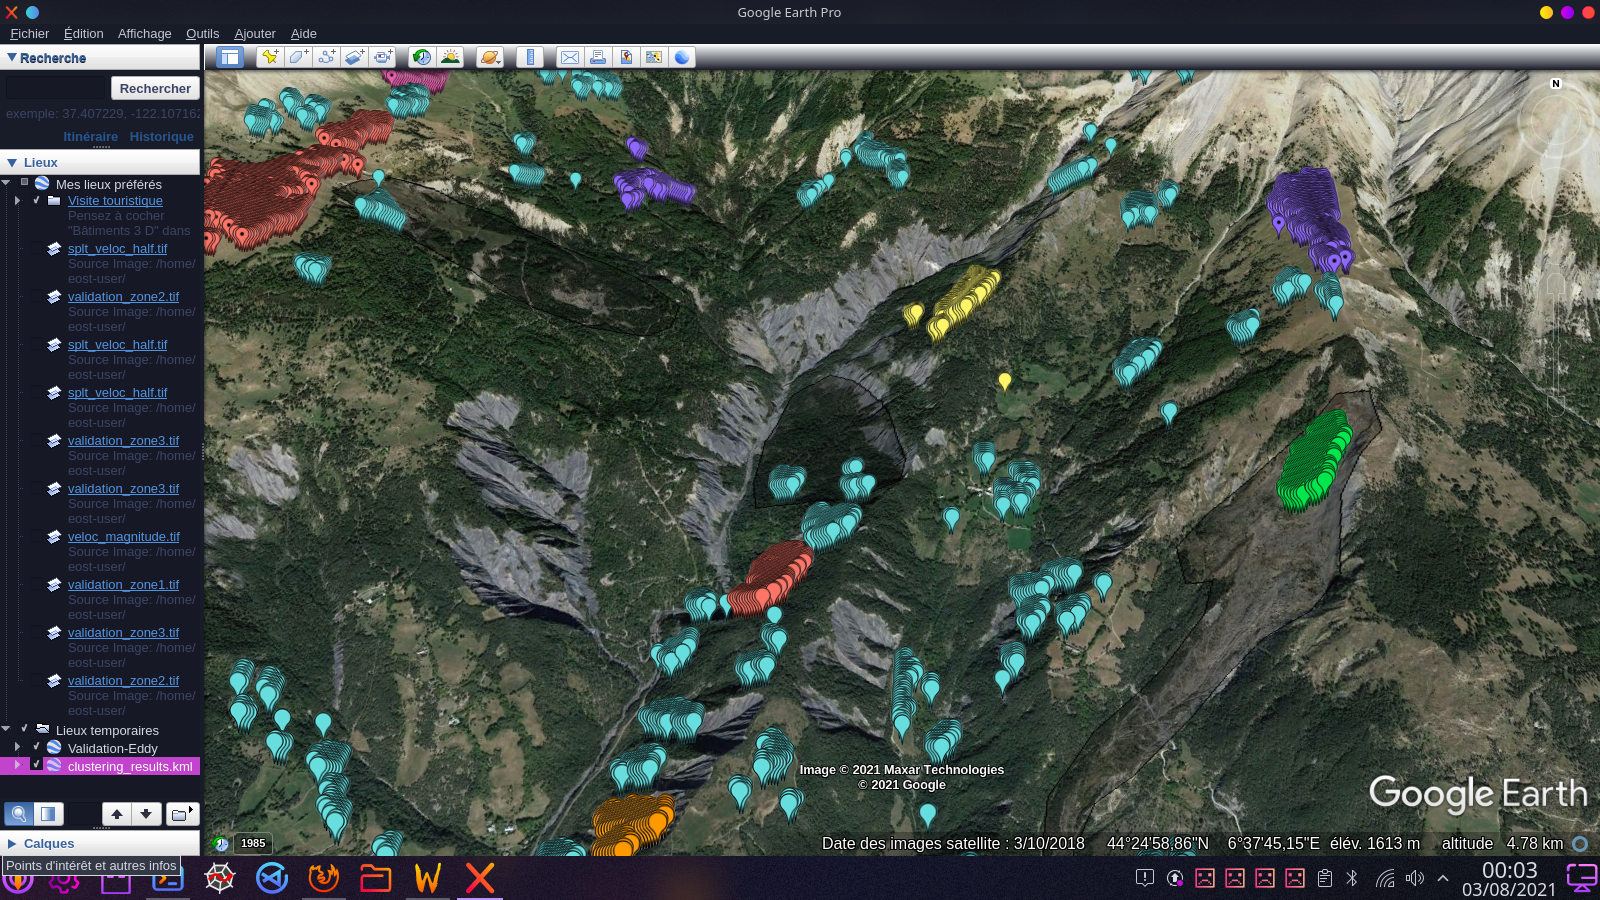 Google Earth Pro
Fichier Édition Affichage Outils Ajouter Aide
Recherche
Rechercher
exemple: 37.407229, -122.107162
Itinéraire Historique
Lieux
Mes lieux préférés
Visite touristique
Pensez à cocher
"Bâtiments 3 D" dans
splt_veloc_half.tif
Source Image: /home/
eost-user/
validation_zone2.tif
Source Image: /home/
eost-user/
splt_veloc_half.tif
Source Image: /home/
eost-user/
splt_veloc_half.tif
Source Image: /home/
eost-user/
validation_zone3.tif
Source Image: /home/
eost-user/
validation_zone3.tif
Source Image: /home/
eost-user/
veloc_magnitude.tif
Source Image: /home/
eost-user/
validation_zone1.tif
Source Image: /home/
eost-user/
validation_zone3.tif
Source Image: /home/
eost-user/
validation_zone2.tif
Source Image: /home/
eost-user/
Lieux temporaires
Validation-Eddy
clustering_results.kml
Calques
Points d'intérêt et autres infos
N
Image © 2021 Maxar Technologies
© 2021 Google
Google Earth
1985
Date des images satellite : 3/10/2018 44°24'58,86"N 6°37'45,15"E élév. 1613 m altitude 4.78 km
00:03
03/08/2021